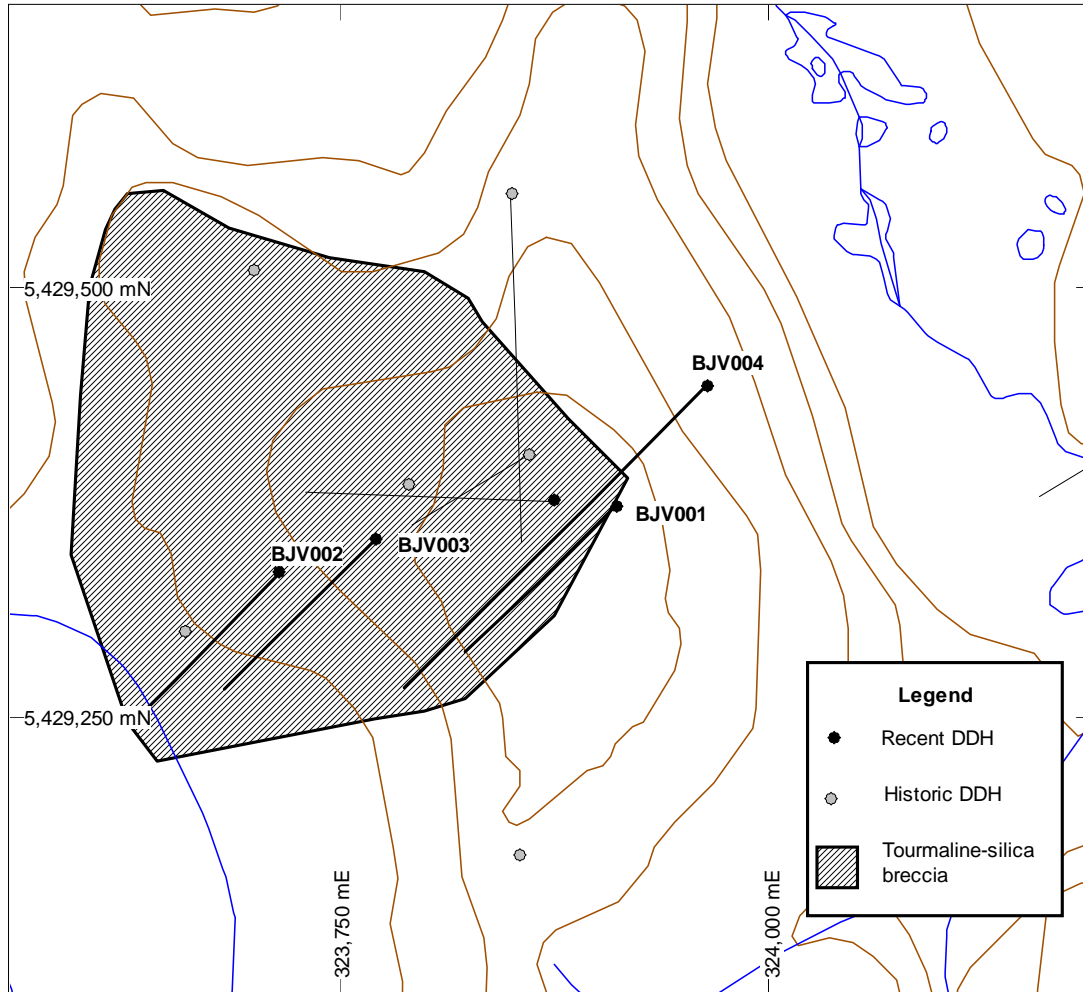 5,429,500 mN
BJV004
BJV001
BJV003
BJV002
5,429,250 mN
323,750 mE
324,000 mE
Legend
Recent DDH
Historic DDH
Tourmaline-silica
breccia